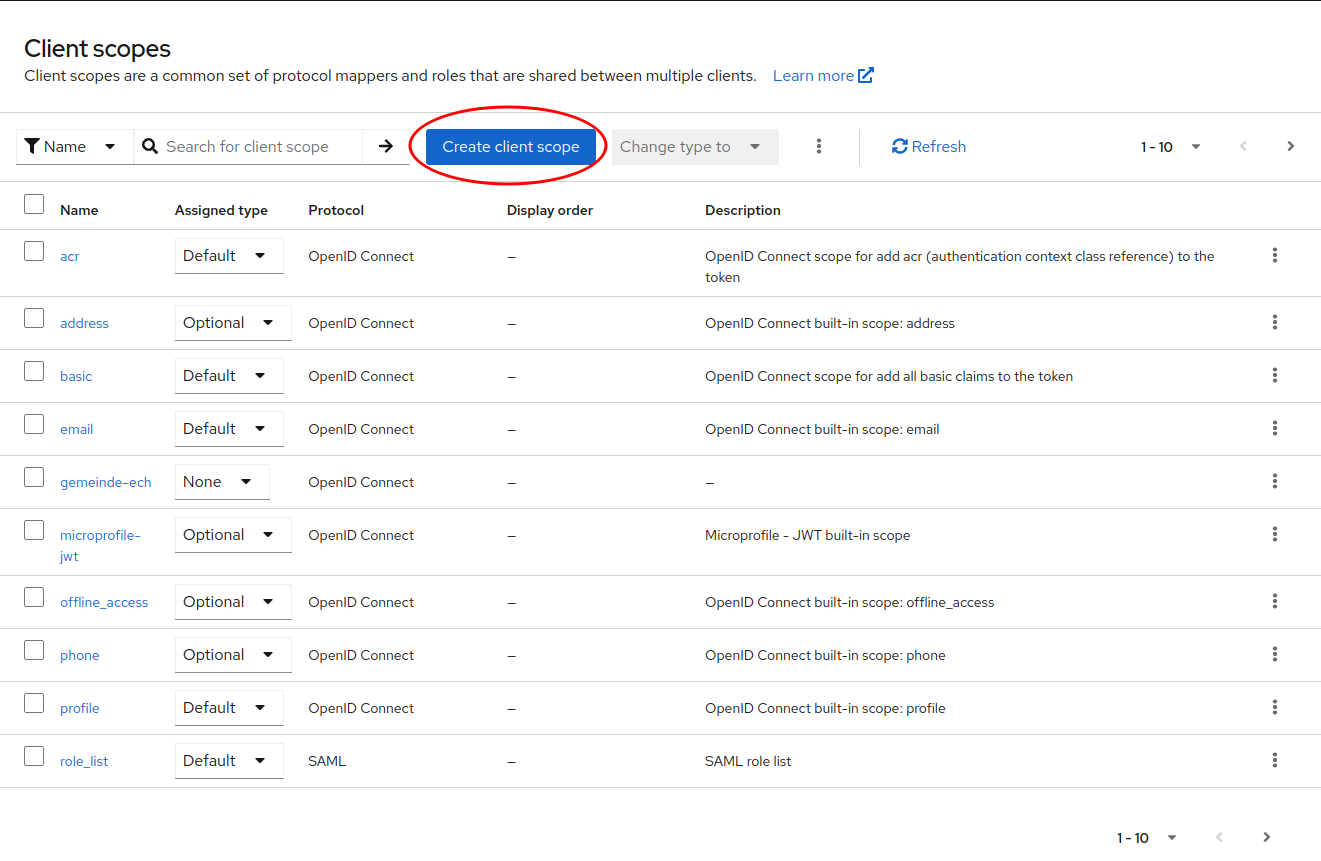 Client scopes
Client scopes are a common set of protocol mappers and roles that are shared between multiple clients. Learn more
Name Search for client scope Create client scope Change type to Refresh 1 - 10
Name Assigned type Protocol Display order Description
acr Default OpenID Connect – OpenID Connect scope for add acr (authentication context class reference) to the
token
address Optional OpenID Connect – OpenID Connect built-in scope: address
basic Default OpenID Connect – OpenID Connect scope for add all basic claims to the token
email Default OpenID Connect – OpenID Connect built-in scope: email
gemeinde-ech None OpenID Connect – –
microprofile- Optional OpenID Connect – Microprofile - JWT built-in scope
jwt
offline_access Optional OpenID Connect – OpenID Connect built-in scope: offline_access
phone Optional OpenID Connect – OpenID Connect built-in scope: phone
profile Default OpenID Connect – OpenID Connect built-in scope: profile
role_list Default SAML – SAML role list
1 - 10